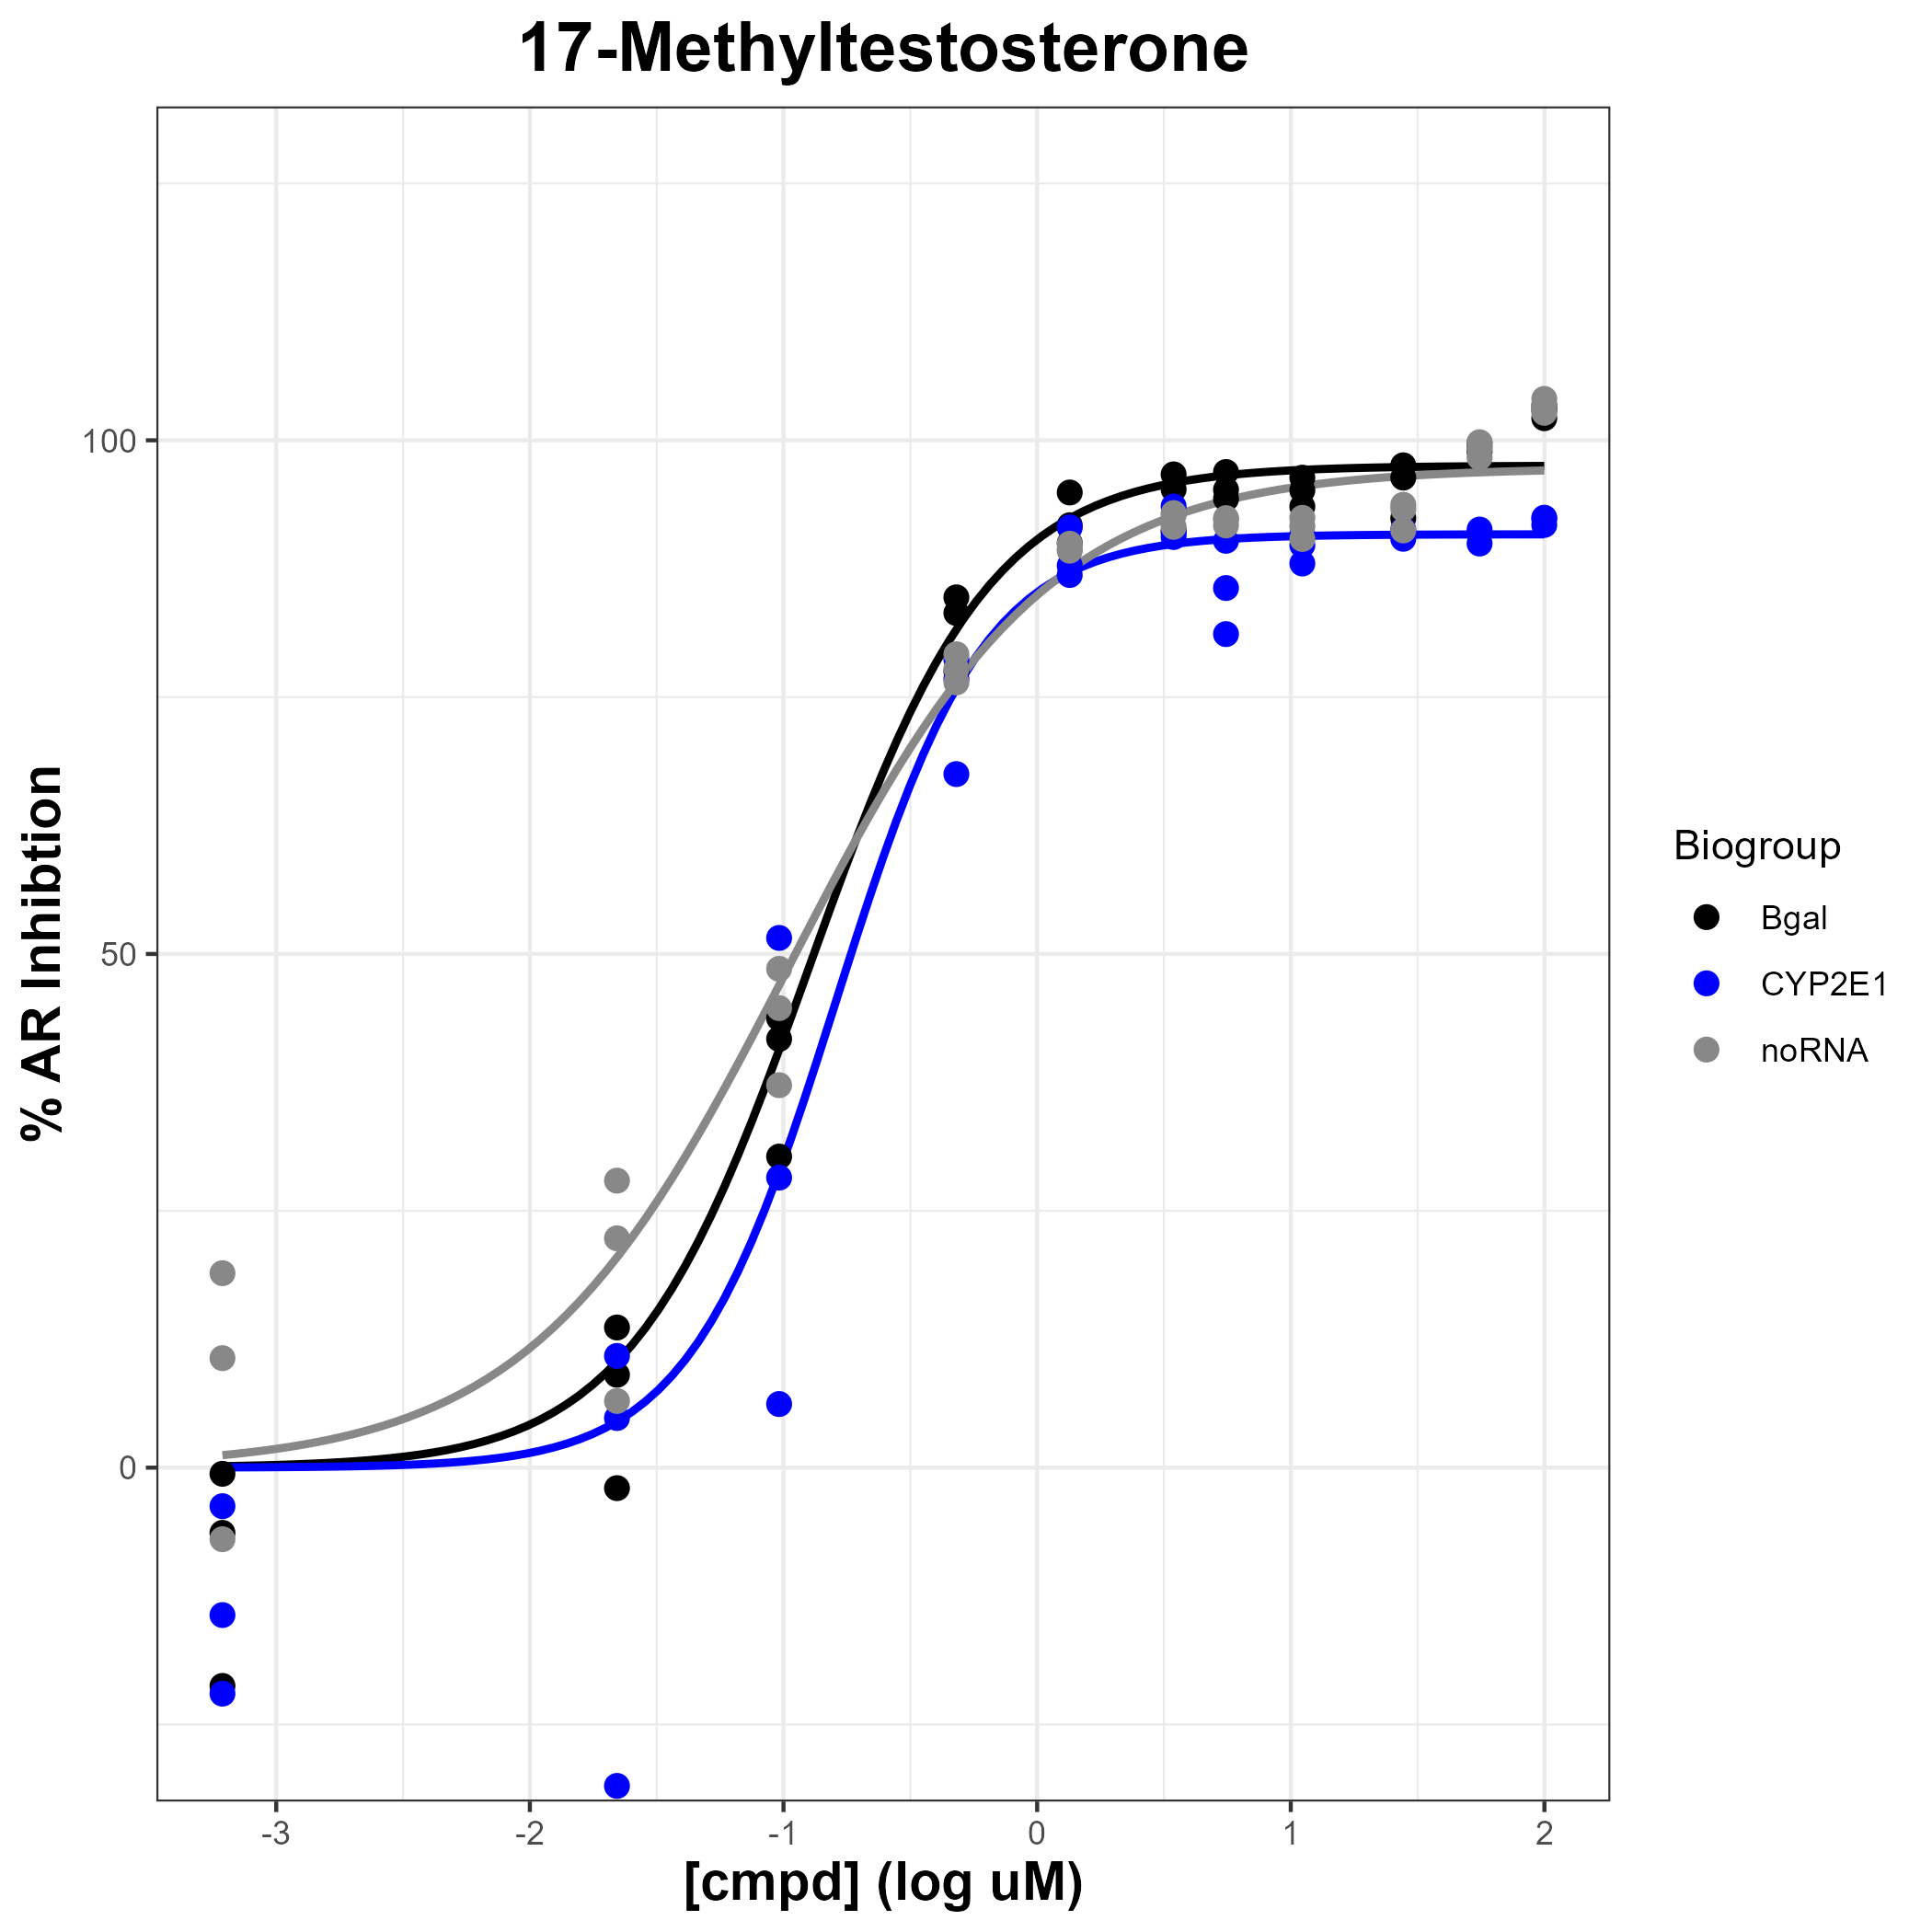 17-Methyltestosterone
% AR Inhibtion
100
50
0
-3
-2
-1
0
1
2
[cmpd] (log uM)
Biogroup
Bgal
CYP2E1
noRNA